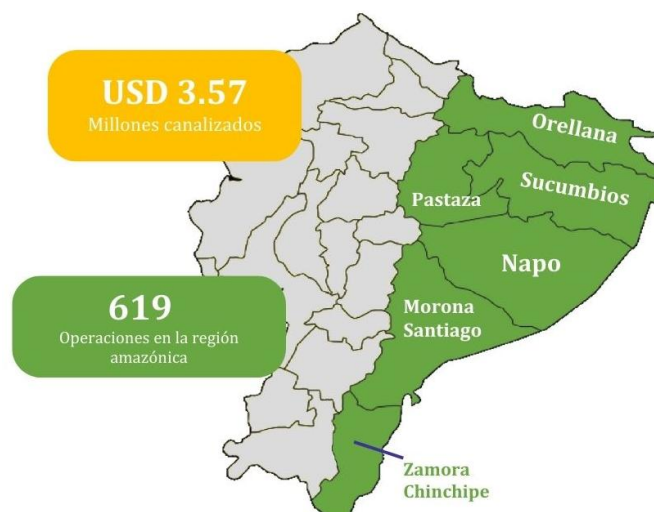 USD 3.57
Millones canalizados
Orellana
Sucumbios
Pastaza
Napo
619
Operaciones en la región
amazónica
Morona
Santiago
Zamora
Chinchipe